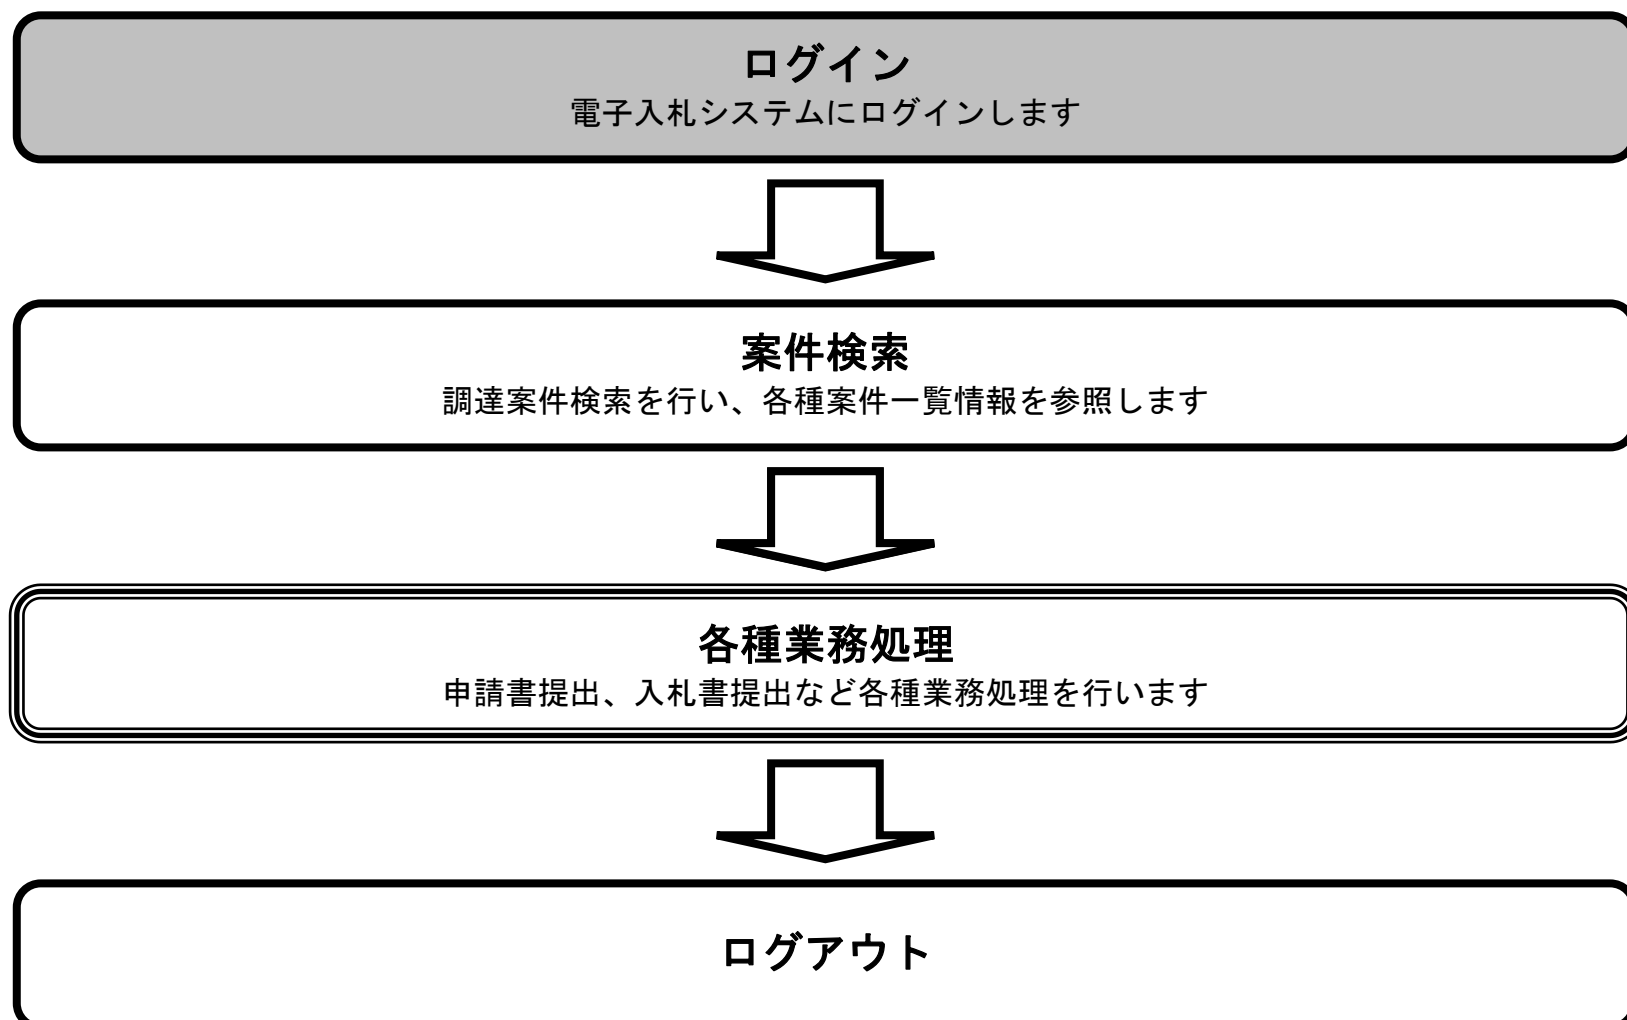 ログイン
電子入札システムにログインします
案件検索
調達案件検索を行い、各種案件一覧情報を参照します
各種業務処理
申請書提出、入札書提出など各種業務処理を行います
ログアウト